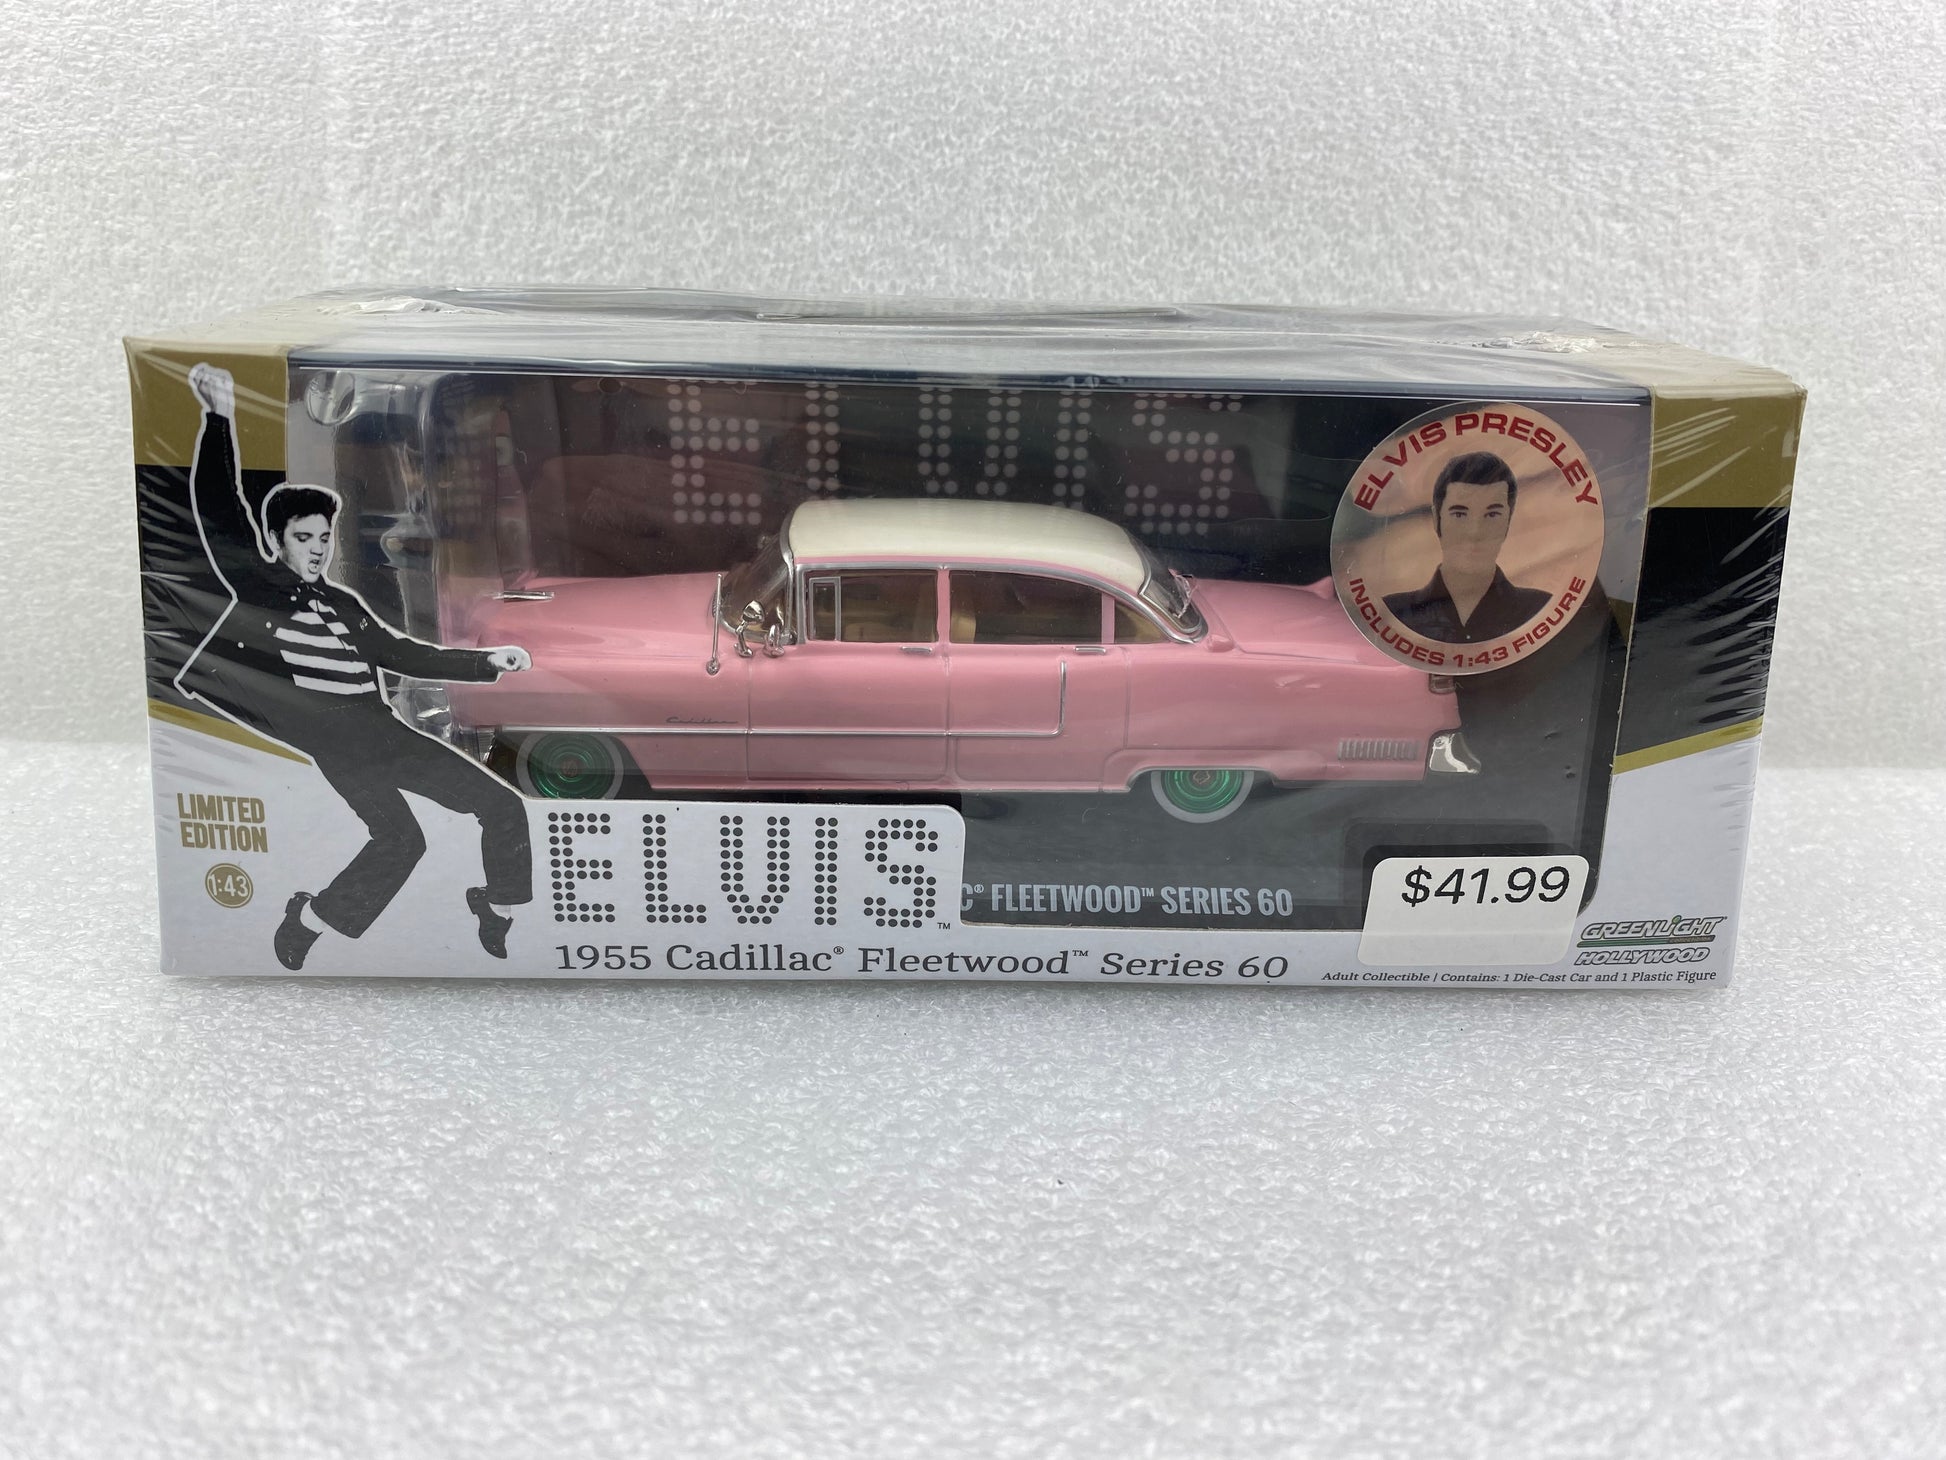 ELVIS
ELVIS PRESLEY
INCLUDES 1:43 FIGURE
Cadillac
LIMITED
EDITION
1:43
ELVIS™
C® FLEETWOOD™ SERIES 60
$41.99
1955 Cadillac® Fleetwood™ Series 60
GREENLIGHT
HOLLYWOOD
Adult Collectible | Contains: 1 Die-Cast Car and 1 Plastic Figure